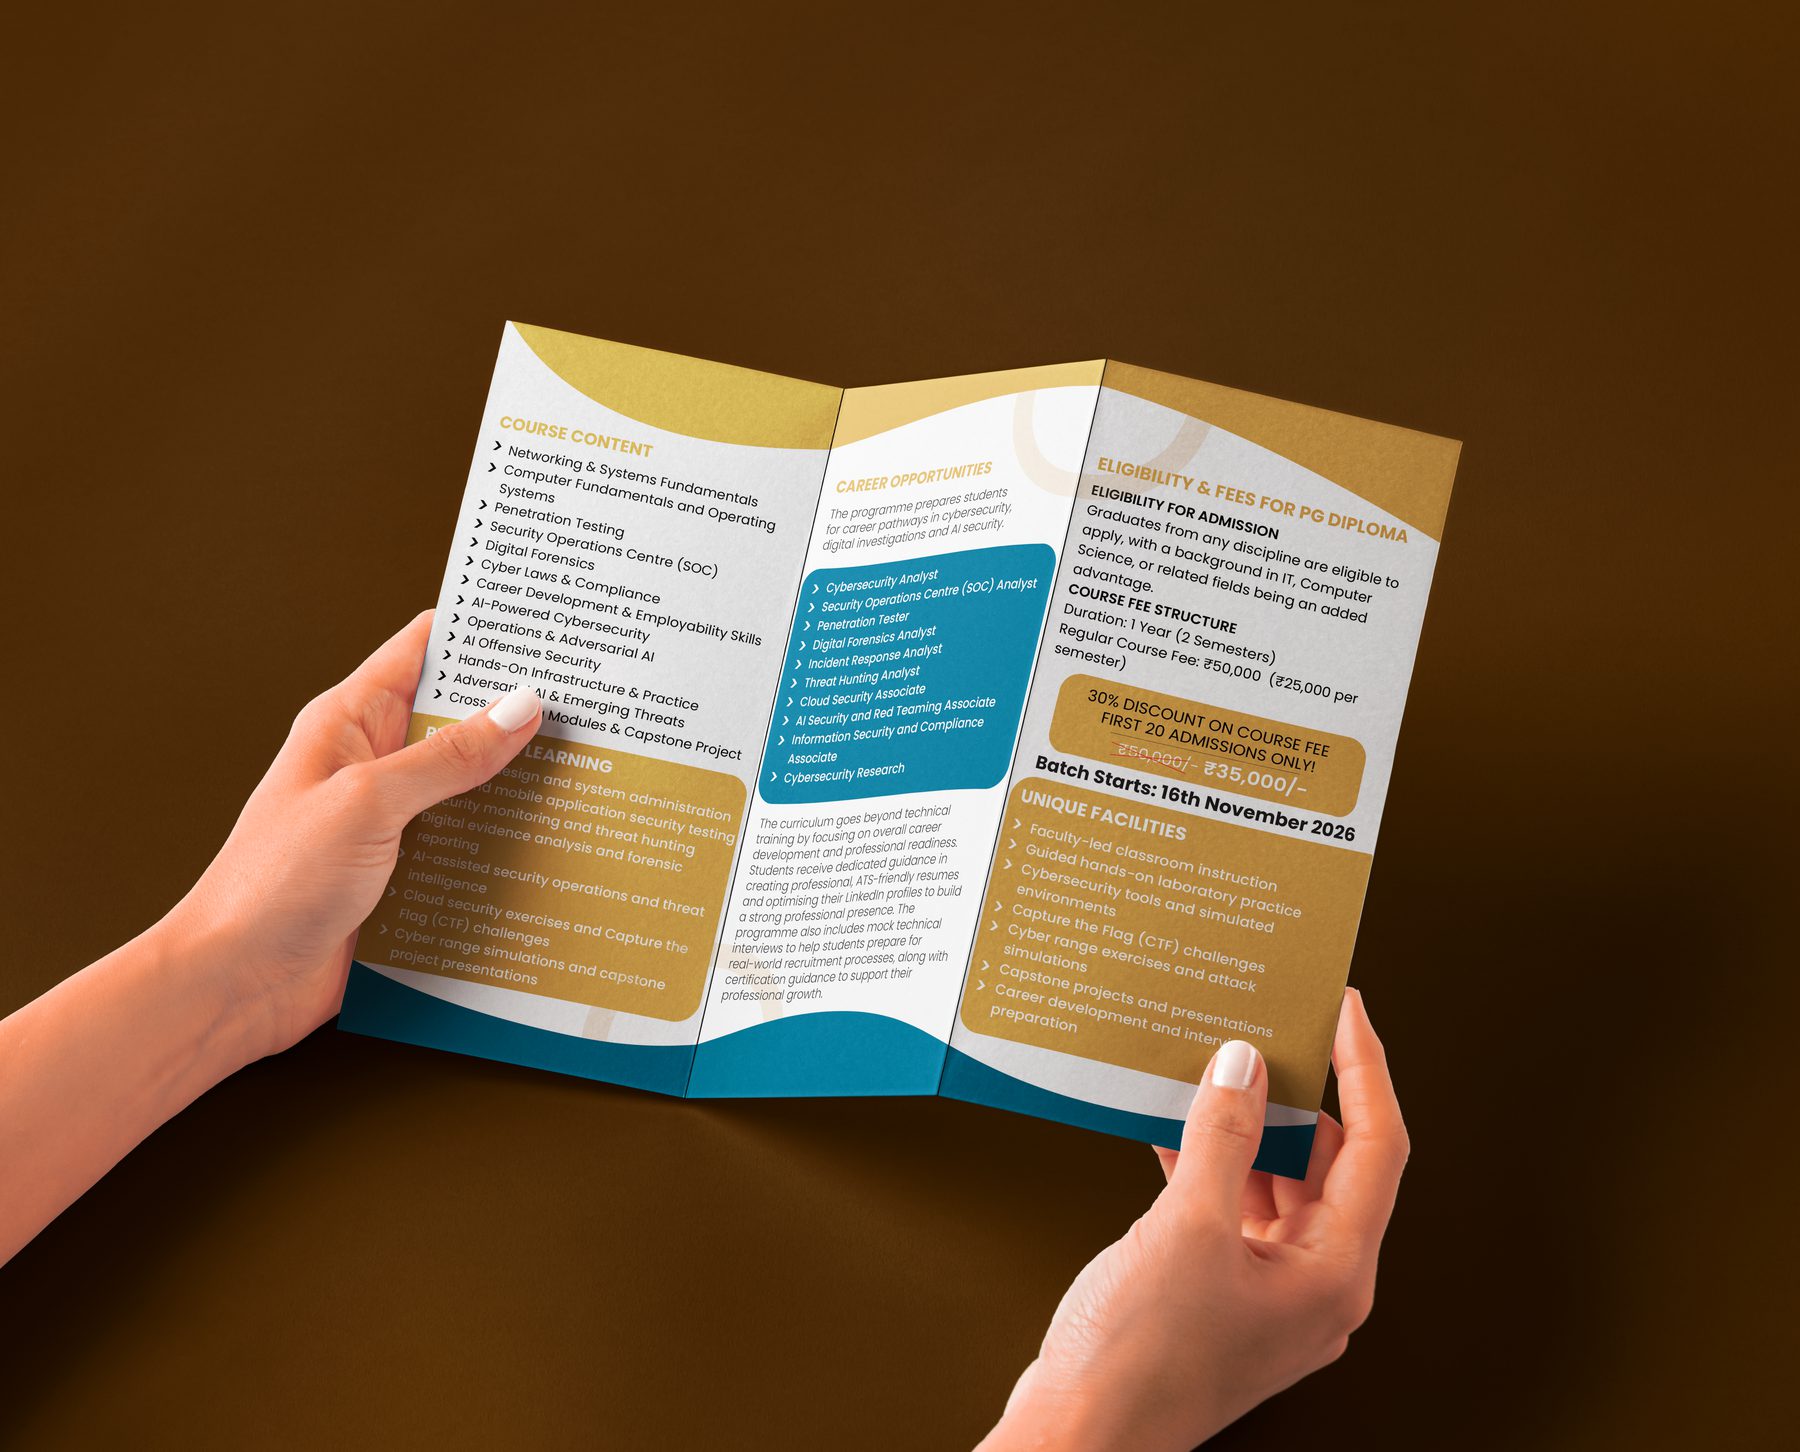 COURSE CONTENT
Networking & Systems Fundamentals
Computer Fundamentals and Operating
Systems
Penetration Testing
Security Operations Centre (SOC)
Digital Forensics
Cyber Laws & Compliance
Career Development & Employability Skills
AI-Powered Cybersecurity
Operations & Adversarial AI
AI Offensive Security
Hands-On Infrastructure & Practice
AI & Emerging Threats
Modules & Capstone Project
LEARNING
and system administration
mobile application security testing
monitoring and threat hunting
Digital evidence analysis and forensic
reporting
AI-assisted security operations and threat
intelligence
Cloud security exercises and Capture the
Flag (CTF) challenges
Cyber range simulations and capstone
project presentations
CAREER OPPORTUNITIES
The programme prepares students
for career pathways in cybersecurity,
digital investigations and AI security.
Cybersecurity Analyst
Security Operations Centre (SOC) Analyst
Penetration Tester
Digital Forensics Analyst
Incident Response Analyst
Threat Hunting Analyst
Cloud Security Associate
AI Security and Red Teaming Associate
Information Security and Compliance
Associate
Cybersecurity Research
The curriculum goes beyond technical
training by focusing on overall career
development and professional readiness.
Students receive dedicated guidance in
creating professional, ATS-friendly resumes
and optimising their LinkedIn profiles to build
a strong professional presence. The
programme also includes mock technical
interviews to help students prepare for
real-world recruitment processes, along with
certification guidance to support their
professional growth.
ELIGIBILITY & FEES FOR PG DIPLOMA
ELIGIBILITY FOR ADMISSION
Graduates from any discipline are eligible to
apply, with a background in IT, Computer
Science, or related fields being an added
advantage.
COURSE FEE STRUCTURE
Duration: 1 Year (2 Semesters)
Regular Course Fee: ₹50,000 (₹25,000 per
semester)
30% DISCOUNT ON COURSE FEE
FIRST 20 ADMISSIONS ONLY!
₹50,000/- ₹35,000/-
Batch Starts: 16th November 2026
UNIQUE FACILITIES
Faculty-led classroom instruction
Guided hands-on laboratory practice
Cybersecurity tools and simulated
environments
Capture the Flag (CTF) challenges
Cyber range exercises and attack
simulations
Capstone projects and presentations
Career development and
preparation